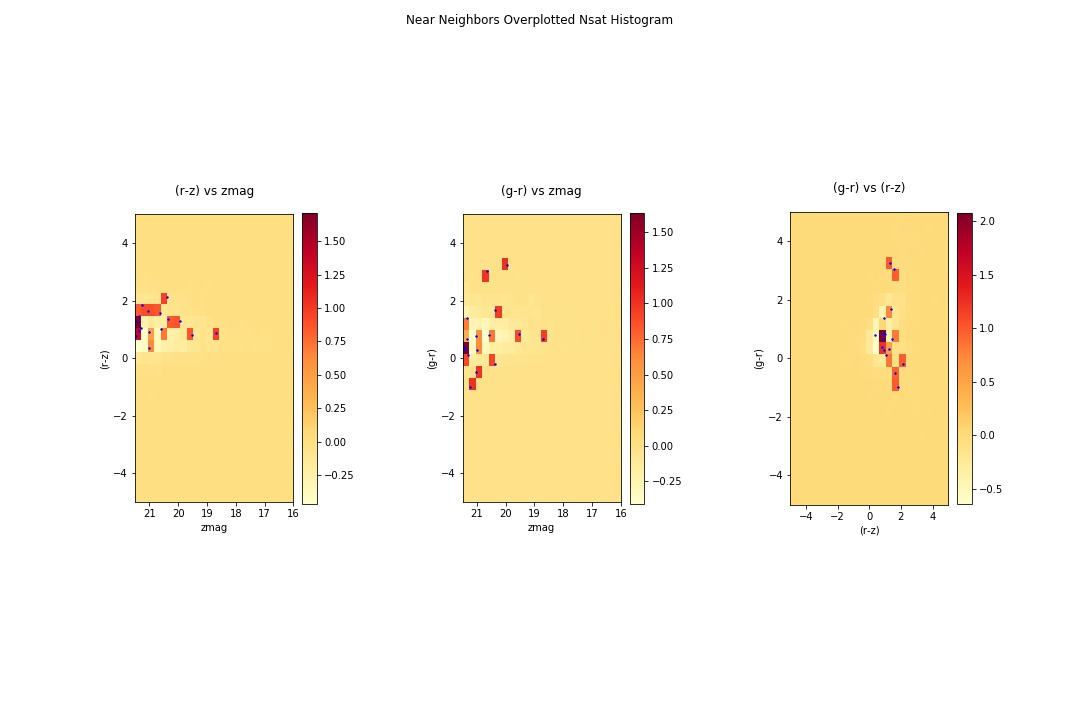 Near Neighbors Overplotted Nsat Histogram
(r-z) vs zmag
(g-r) vs zmag
(g-r) vs (r-z)
(r-z)
4
2
0
−2
−4
21 20 19 18 17 16
zmag
1.50
1.25
1.00
0.75
0.50
0.25
0.00
−0.25
(g-r)
4
2
0
−2
−4
21 20 19 18 17 16
zmag
1.50
1.25
1.00
0.75
0.50
0.25
0.00
−0.25
(g-r)
4
2
0
−2
−4
−4 −2 0 2 4
(r-z)
2.0
1.5
1.0
0.5
0.0
−0.5